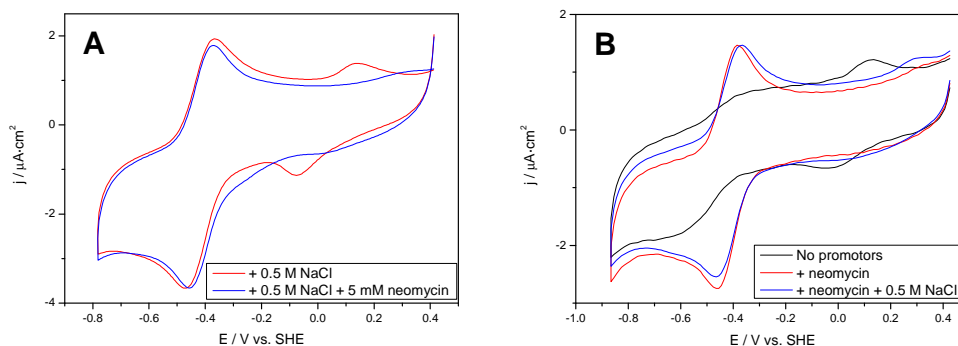 A
j / µA·cm²
2
0
-2
-4
-0.8
-0.6
-0.4
-0.2
0.0
0.2
0.4
E / V vs. SHE
+ 0.5 M NaCl
+ 0.5 M NaCl + 5 mM neomycin
B
j / µA·cm²
2
0
-2
-1.0
-0.8
-0.6
-0.4
-0.2
0.0
0.2
0.4
E / V vs. SHE
No promotors
+ neomycin
+ neomycin + 0.5 M NaCl